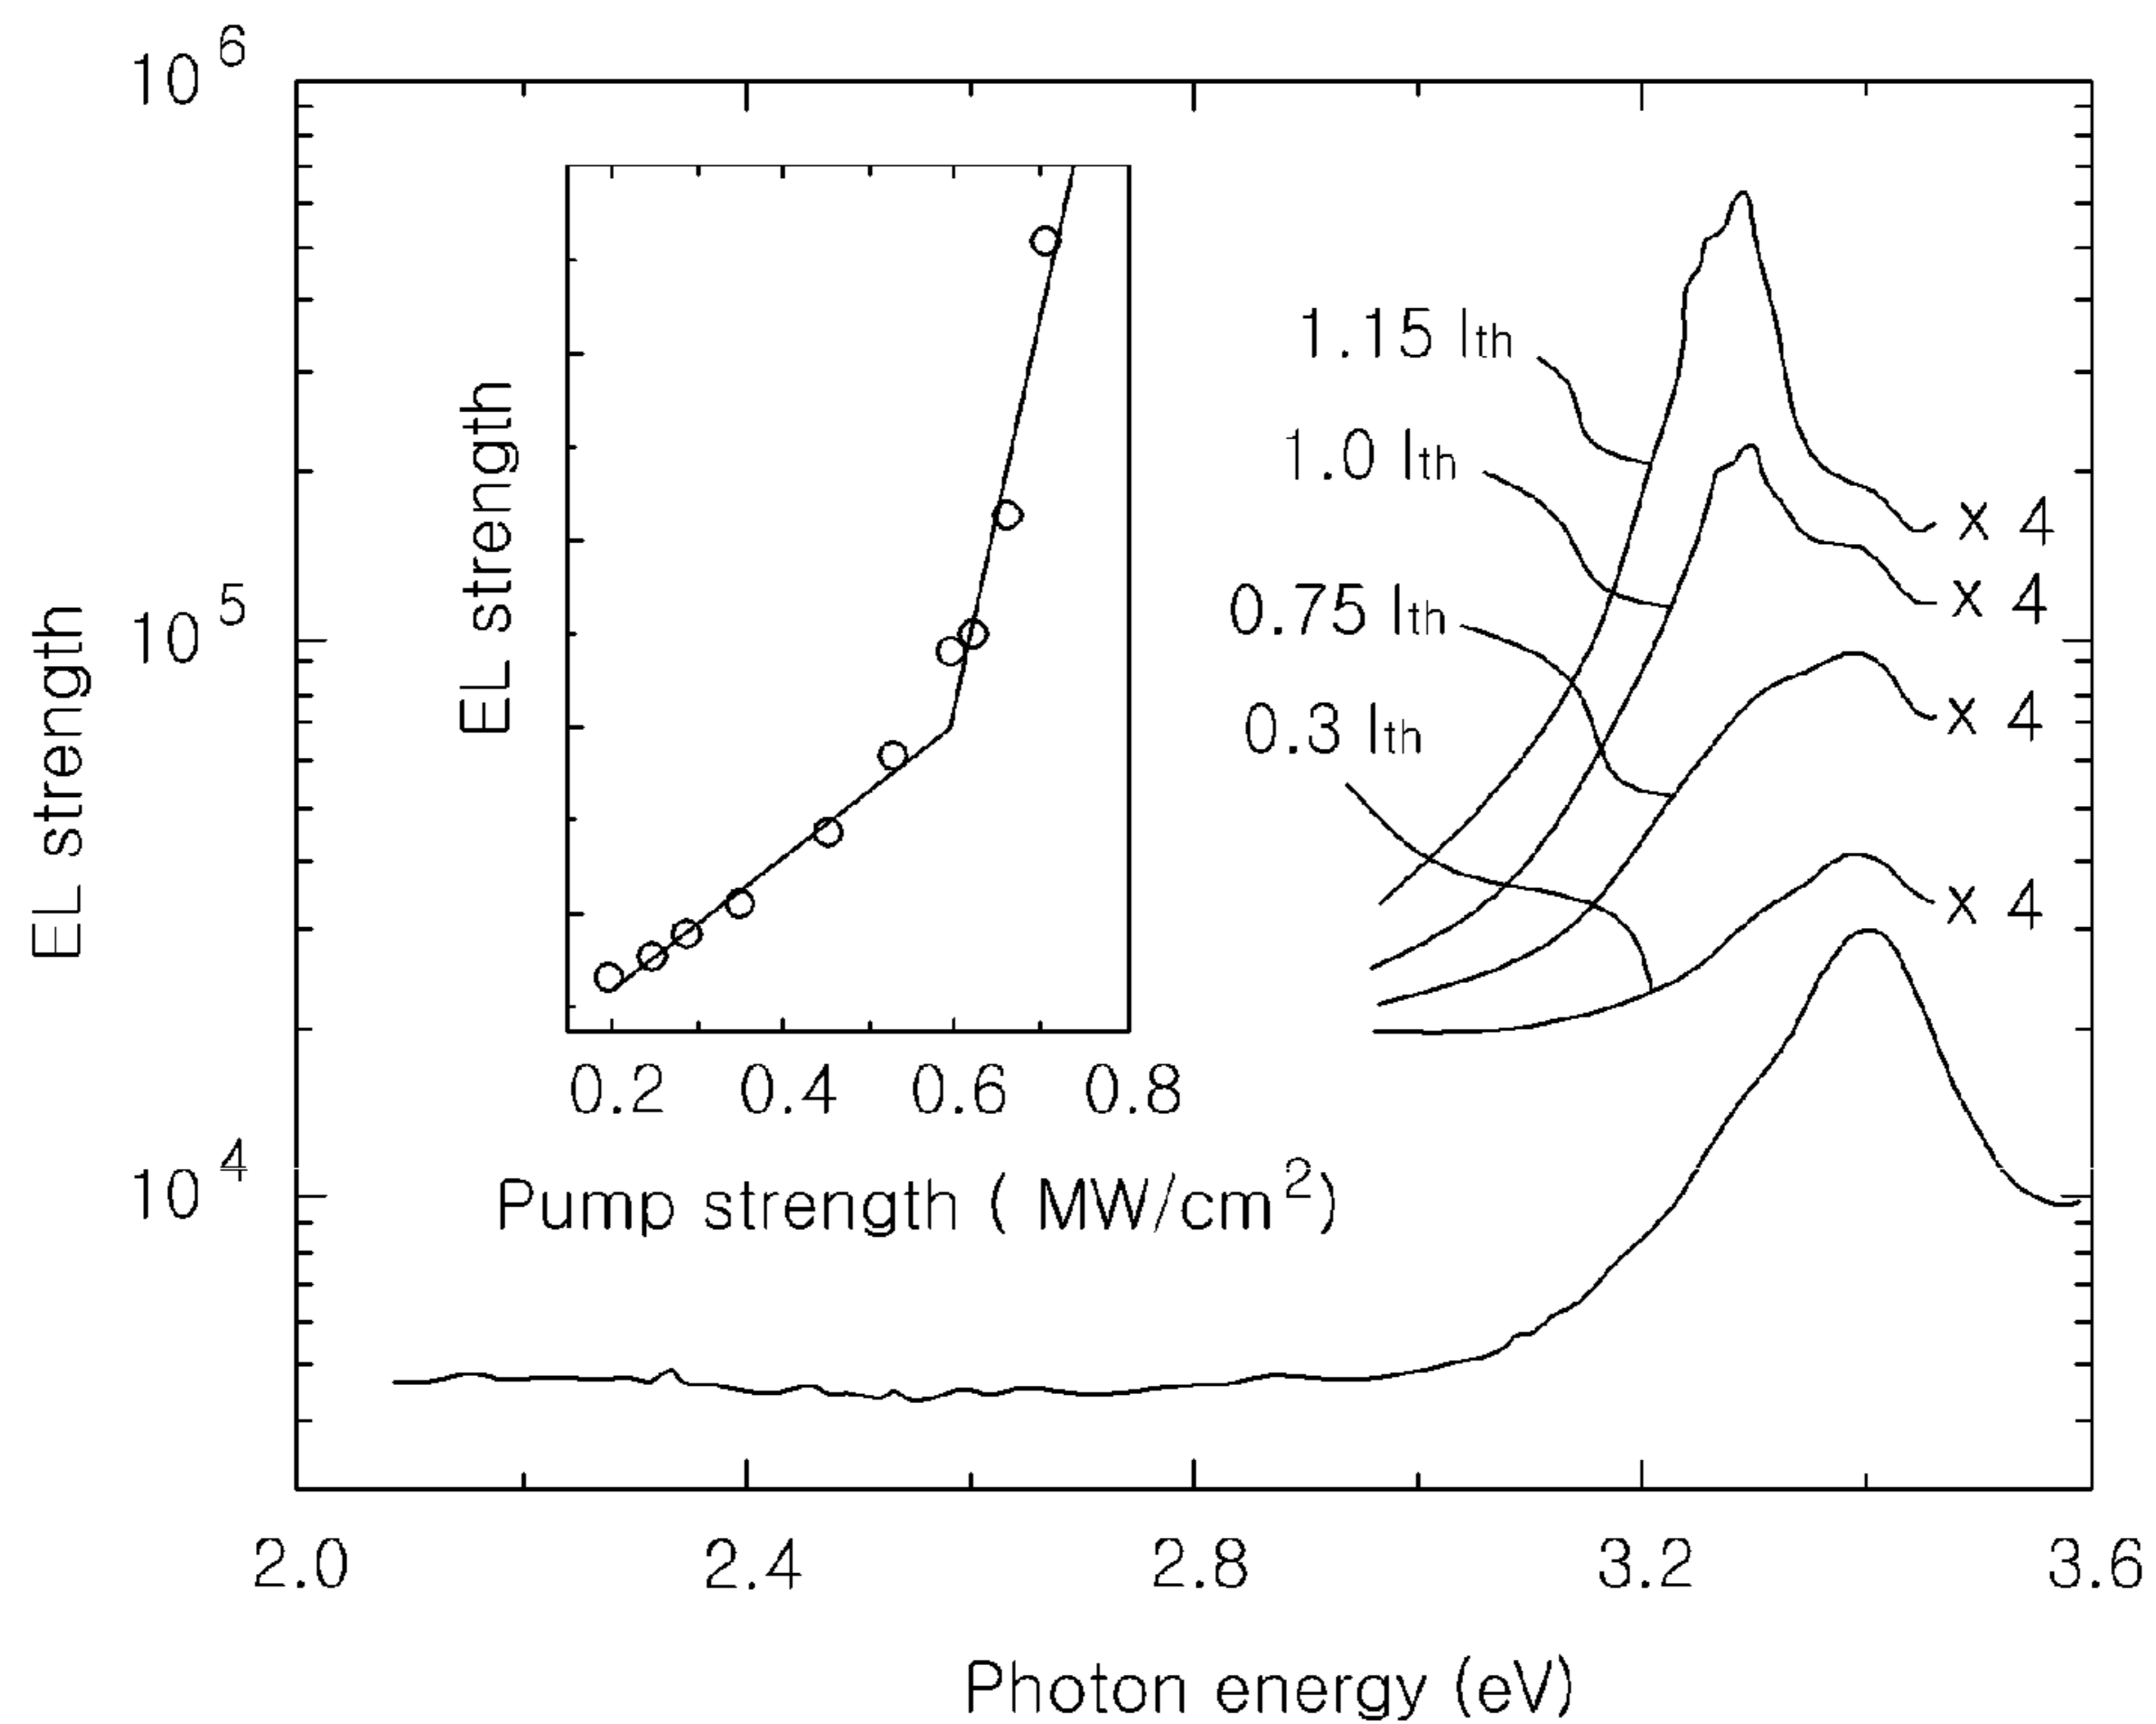 10^6
10^5
10^4
EL strength
EL strength
1.15 Ith
1.0 Ith
0.75 Ith
0.3 Ith
x 4
x 4
x 4
x 4
0.2 0.4 0.6 0.8
Pump strength ( MW/cm^2)
2.0 2.4 2.8 3.2 3.6
Photon energy (eV)